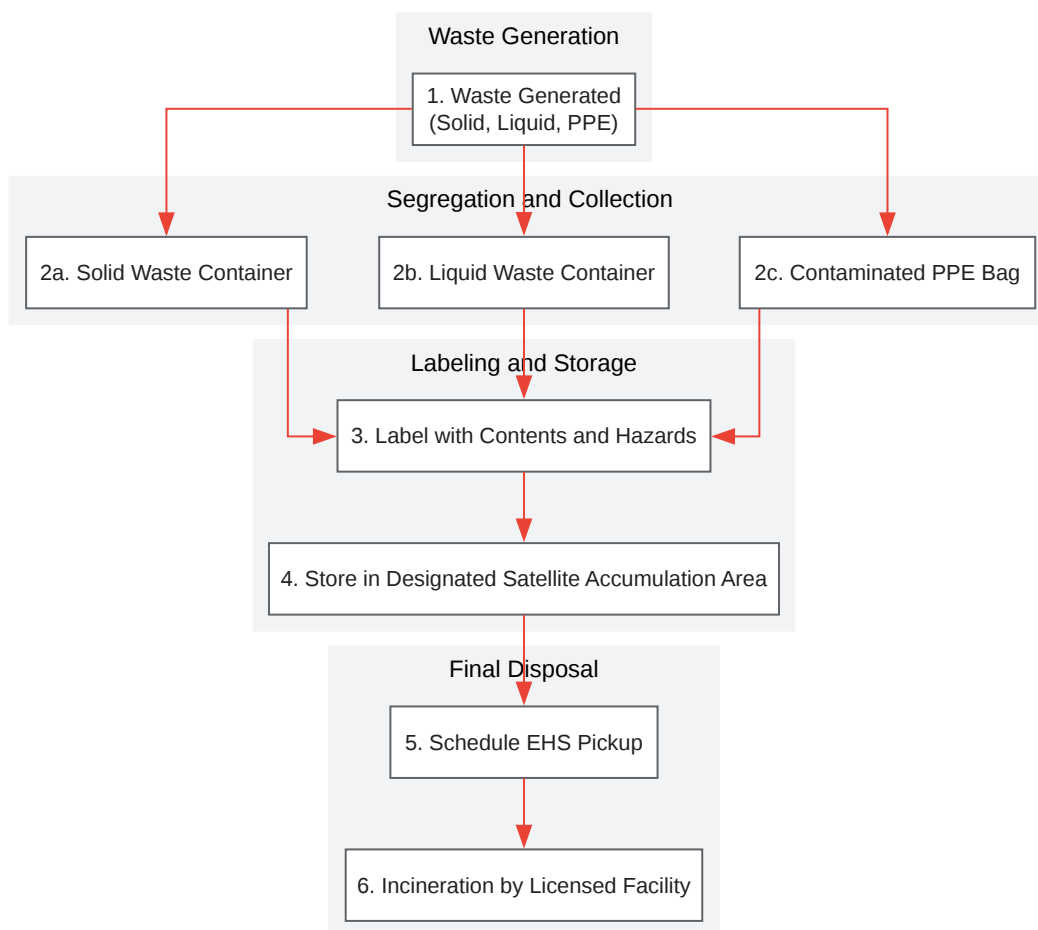 Waste Generation
1. Waste Generated
(Solid, Liquid, PPE)
Segregation and Collection
2a. Solid Waste Container
2b. Liquid Waste Container
2c. Contaminated PPE Bag
Labeling and Storage
3. Label with Contents and Hazards
4. Store in Designated Satellite Accumulation Area
Final Disposal
5. Schedule EHS Pickup
6. Incineration by Licensed Facility